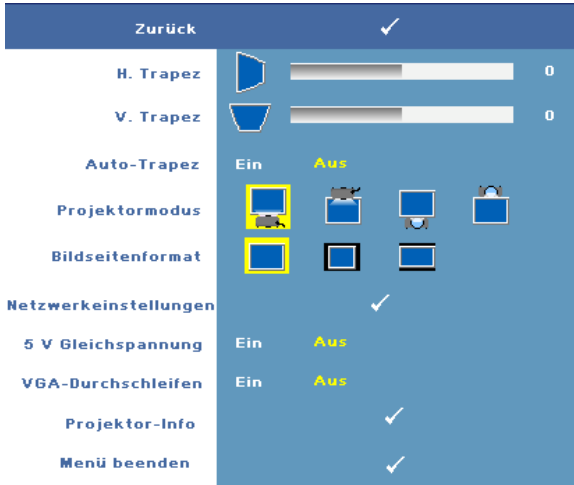 Zurück
H. Trapez 0
V. Trapez 0
Auto-Trapez Ein Aus
Projektormodus
Bildseitenformat
Netzwerkeinstellungen
5 V Gleichspannung Ein Aus
VGA-Durchschleifen Ein Aus
Projektor-Info
Menü beenden